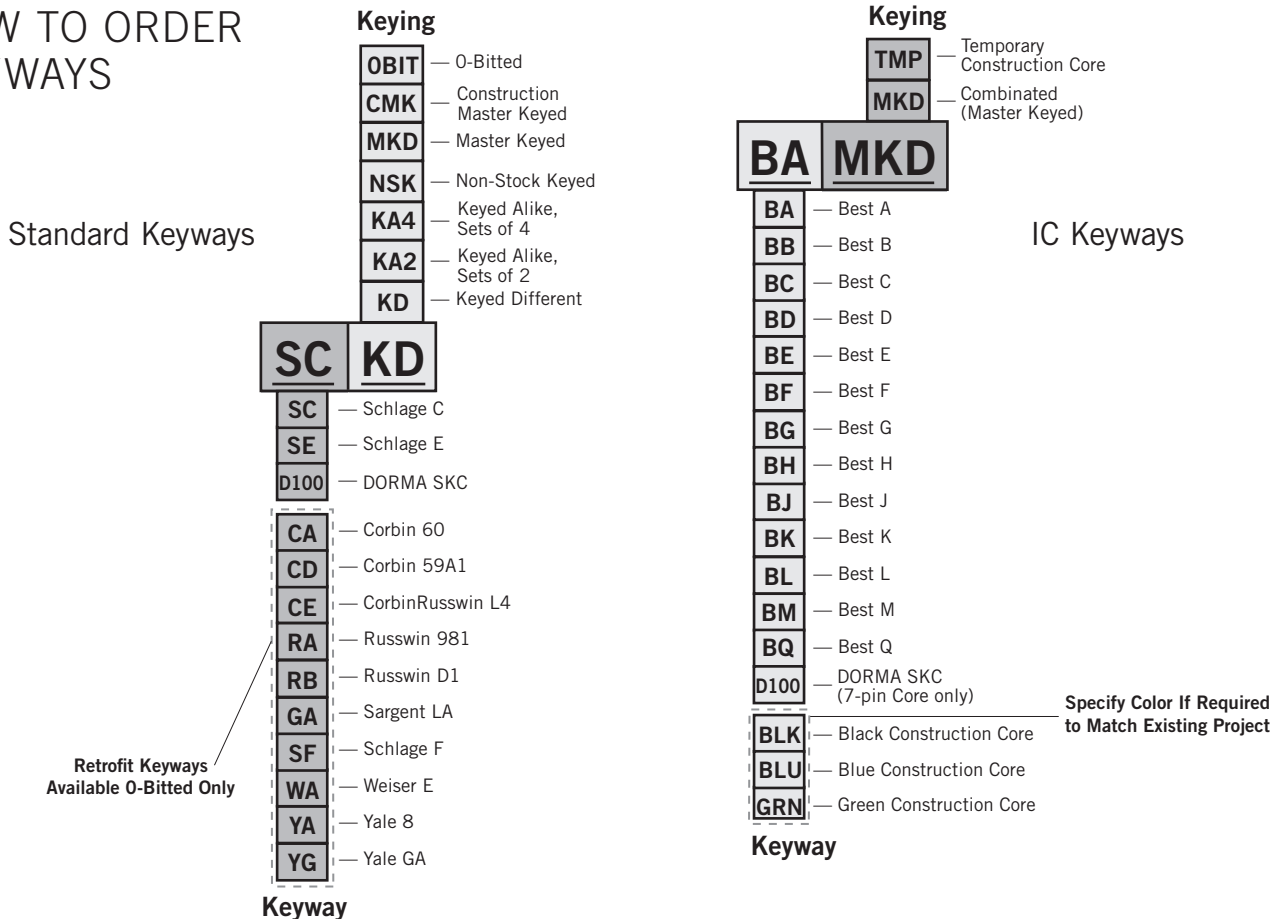 W TO ORDER
WAYS
Standard Keyways
Keying
0BIT — 0-Bitted
CMK — Construction
Master Keyed
MKD — Master Keyed
NSK — Non-Stock Keyed
KA4 — Keyed Alike,
Sets of 4
KA2 — Keyed Alike,
Sets of 2
KD — Keyed Different
SC KD
SC — Schlage C
SE — Schlage E
D100 — DORMA SKC
CA — Corbin 60
CD — Corbin 59A1
CE — CorbinRusswin L4
RA — Russwin 981
RB — Russwin D1
GA — Sargent LA
SF — Schlage F
WA — Weiser E
YA — Yale 8
YG — Yale GA
Retrofit Keyways
Available 0-Bitted Only
Keyway
Keying
TMP — Temporary
Construction Core
MKD — Combinated
(Master Keyed)
BA MKD
IC Keyways
BA — Best A
BB — Best B
BC — Best C
BD — Best D
BE — Best E
BF — Best F
BG — Best G
BH — Best H
BJ — Best J
BK — Best K
BL — Best L
BM — Best M
BQ — Best Q
D100 — DORMA SKC
(7-pin Core only)
Specify Color If Required
to Match Existing Project
BLK — Black Construction Core
BLU — Blue Construction Core
GRN — Green Construction Core
Keyway